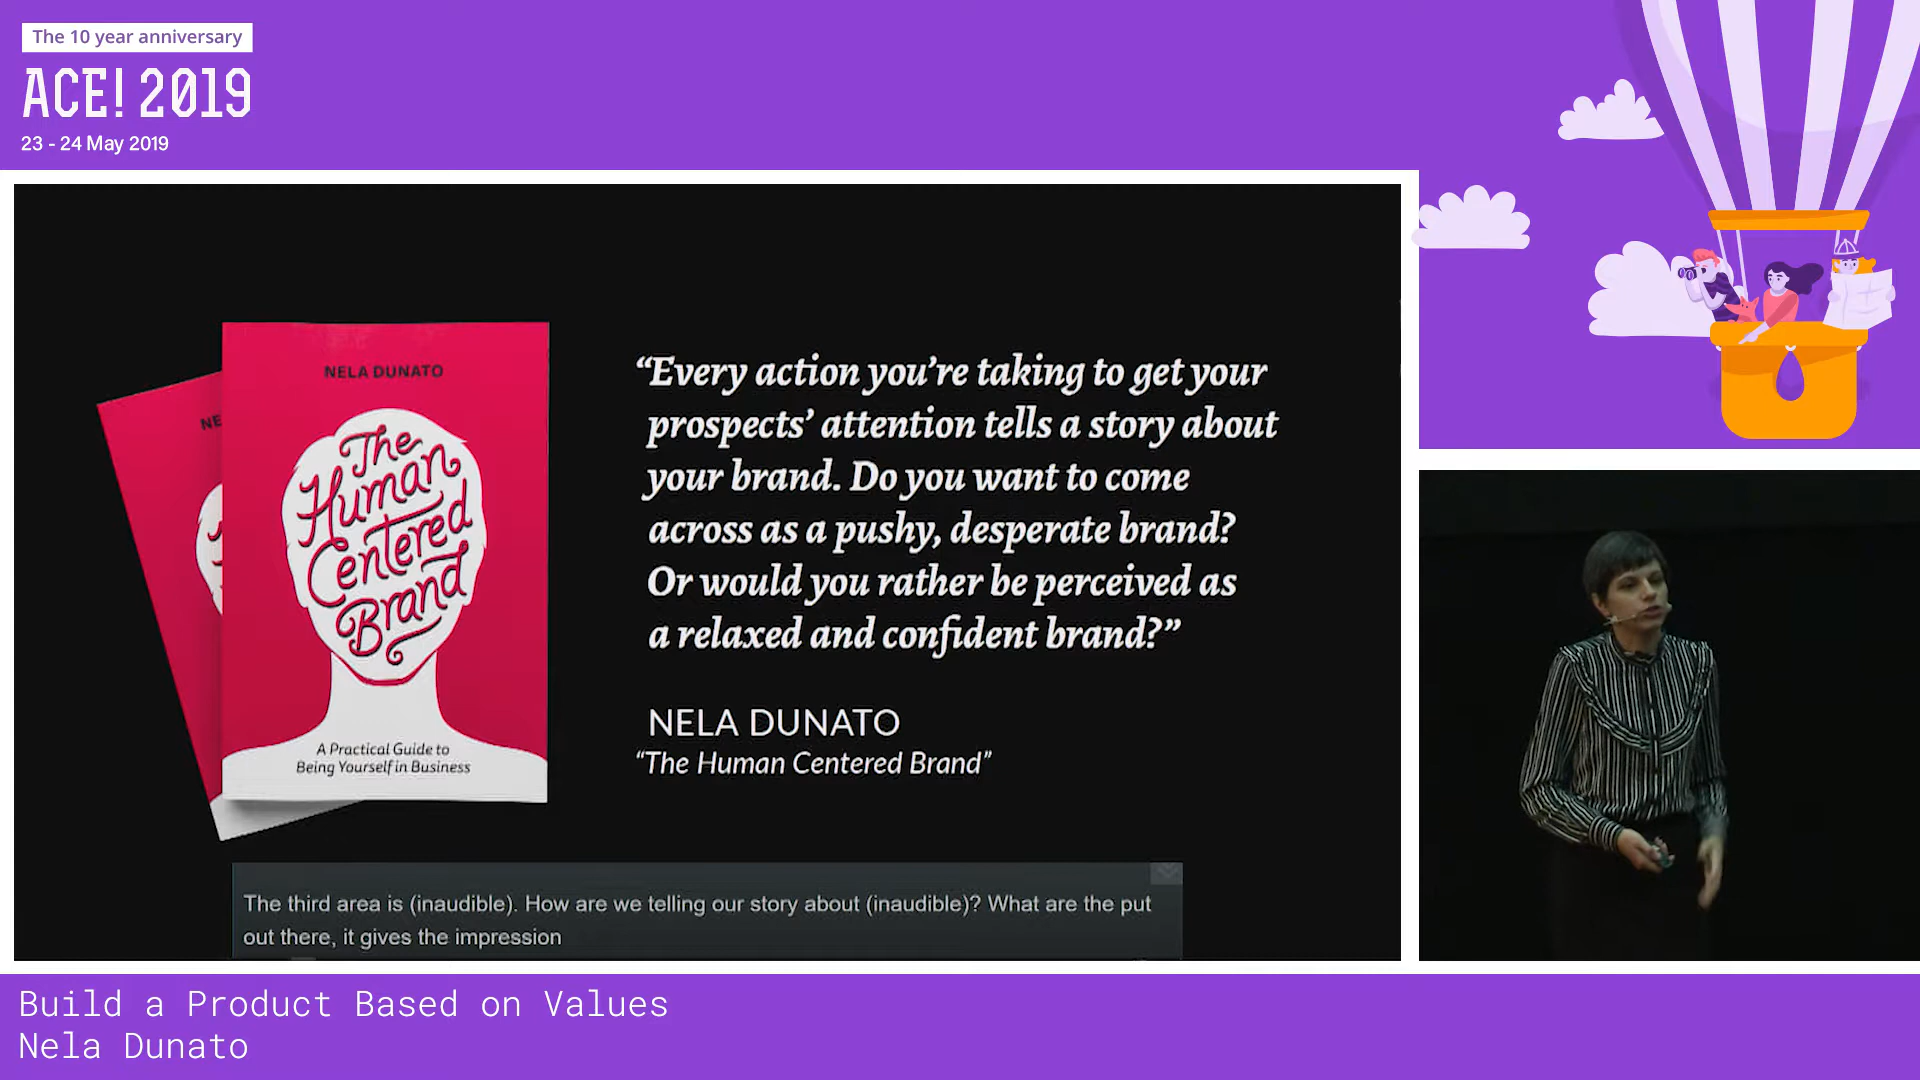 The 10 year anniversary
ACE! 2019
23 - 24 May 2019
NELA DUNATO
The
Human
Centered
Brand
A Practical Guide to
Being Yourself in Business
NE
“Every action you’re taking to get your
prospects’ attention tells a story about
your brand. Do you want to come
across as a pushy, desperate brand?
Or would you rather be perceived as
a relaxed and confident brand?”
NELA DUNATO
“The Human Centered Brand”
The third area is (inaudible). How are we telling our story about (inaudible)? What are the put
out there, it gives the impression
Build a Product Based on Values
Nela Dunato